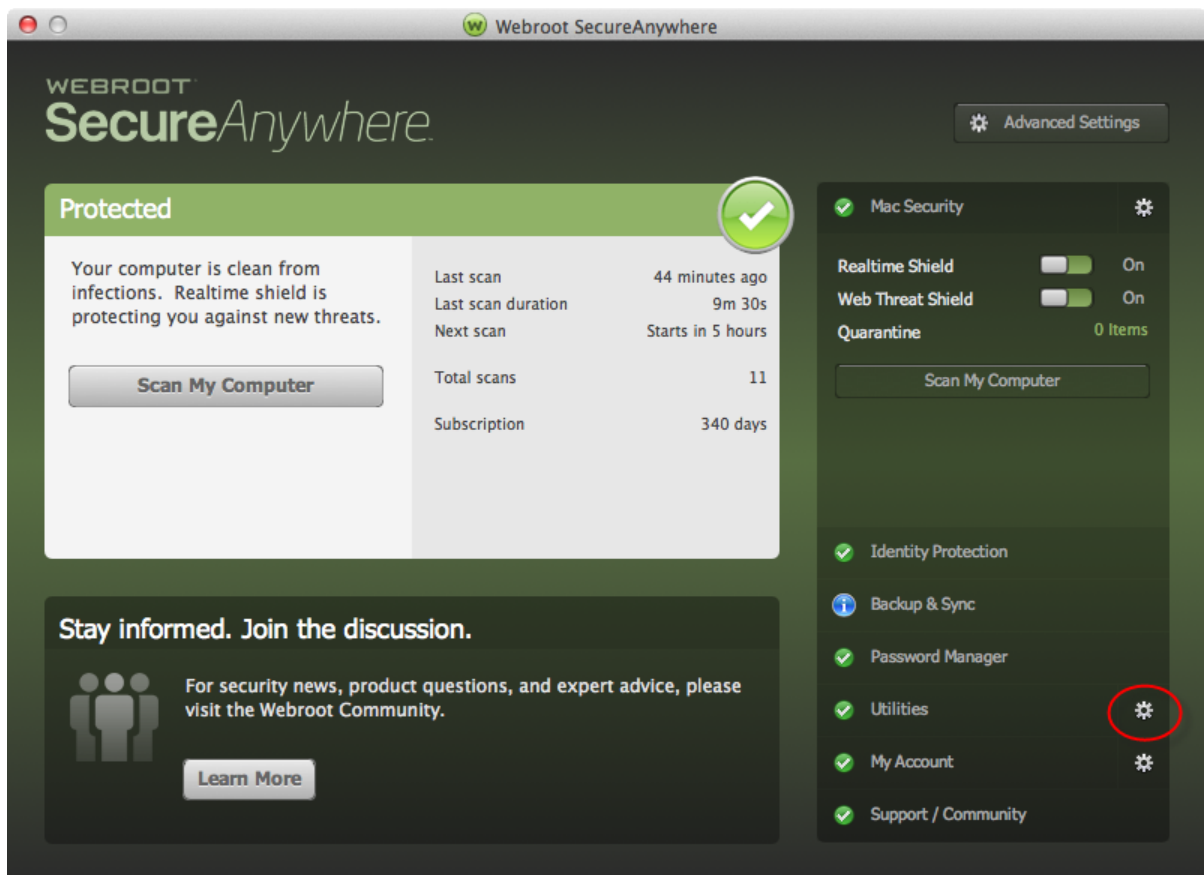 Webroot SecureAnywhere
WEBROOT™
SecureAnywhere.
Advanced Settings
Protected
Your computer is clean from
infections. Realtime shield is
protecting you against new threats.
Scan My Computer
Last scan 44 minutes ago
Last scan duration 9m 30s
Next scan Starts in 5 hours
Total scans 11
Subscription 340 days
Stay informed. Join the discussion.
For security news, product questions, and expert advice, please
visit the Webroot Community.
Learn More
Mac Security
Realtime Shield On
Web Threat Shield On
Quarantine 0 Items
Scan My Computer
Identity Protection
Backup & Sync
Password Manager
Utilities
My Account
Support / Community